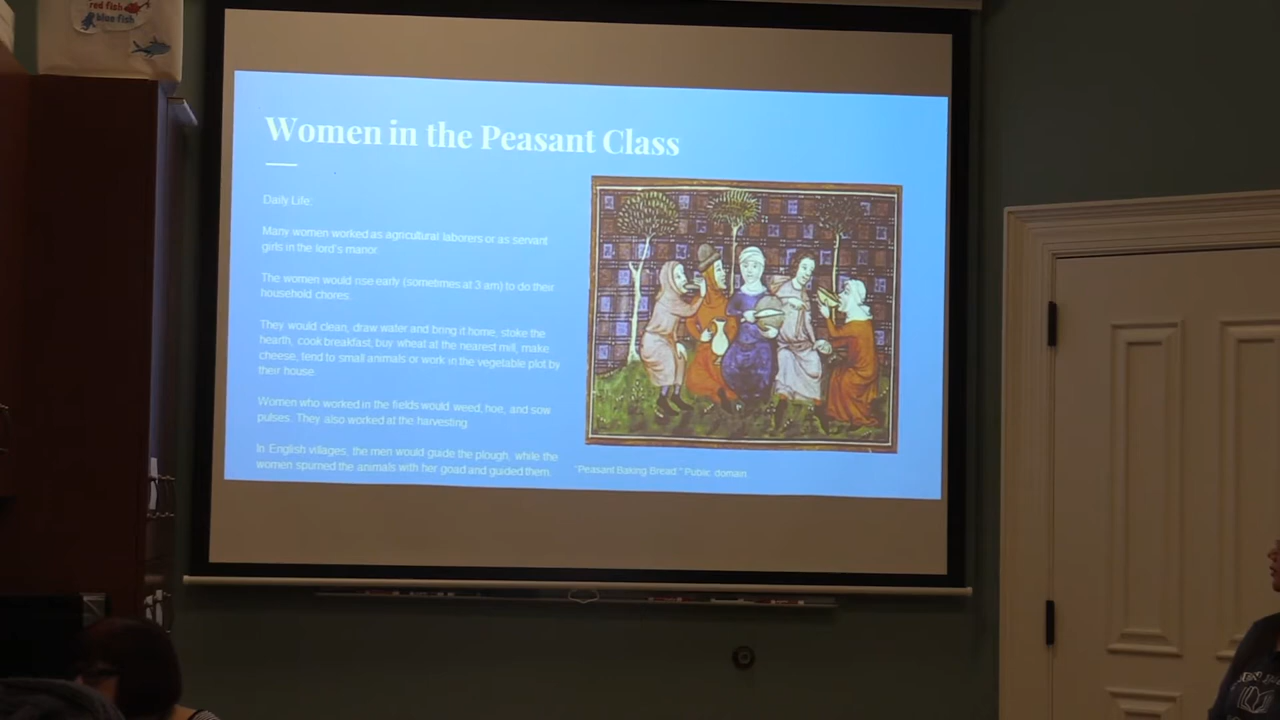 red fish
blue fish
Women in the Peasant Class
Daily Life:
Many women worked as agricultural laborers or as servant
girls in the lord's manor.
The women would rise early (sometimes at 3 am) to do their
household chores.
They would clean, draw water and bring it home, stoke the
hearth, cook breakfast, buy wheat at the nearest mill, make
cheese, tend to small animals or work in the vegetable plot by
their house.
Women who worked in the fields would weed, hoe, and sow
pulses. They also worked at the harvesting.
In English villages, the men would guide the plough, while the
women spurred the animals with her goad and guided them.
"Peasant Baking Bread." Public domain.